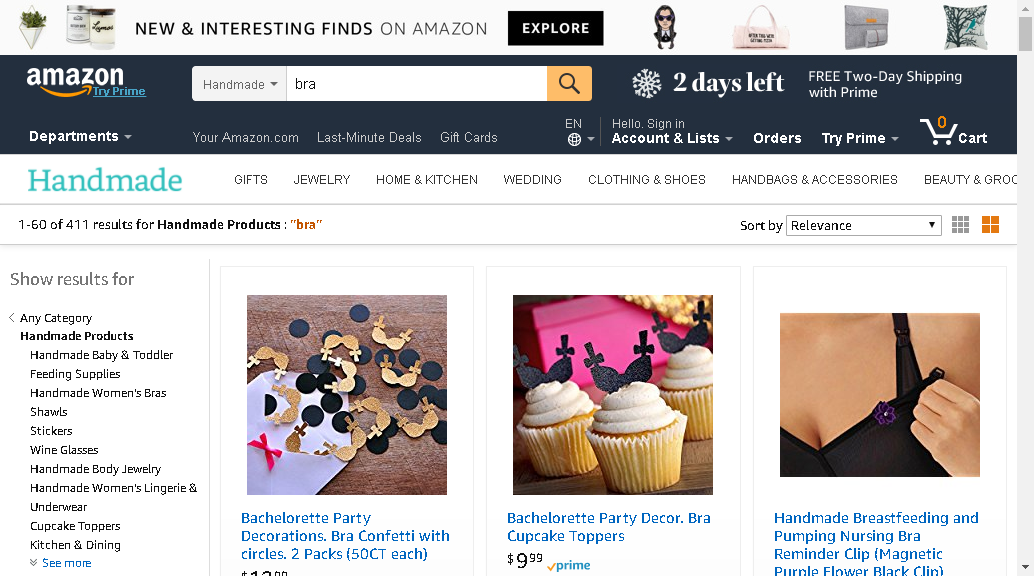 NEW & INTERESTING FINDS ON AMAZON
EXPLORE
amazon
Try Prime
Handmade
bra
2 days left
FREE Two-Day Shipping
with Prime
Departments
Your Amazon.com
Last-Minute Deals
Gift Cards
EN
Hello. Sign in
Account & Lists
Orders
Try Prime
0
Cart
Handmade
GIFTS
JEWELRY
HOME & KITCHEN
WEDDING
CLOTHING & SHOES
HANDBAGS & ACCESSORIES
BEAUTY & GROO
1-60 of 411 results for Handmade Products : "bra"
Sort by
Relevance
Show results for
Any Category
Handmade Products
Handmade Baby & Toddler
Feeding Supplies
Handmade Women's Bras
Shawls
Stickers
Wine Glasses
Handmade Body Jewelry
Handmade Women's Lingerie &
Underwear
Cupcake Toppers
Kitchen & Dining
See more
Bachelorette Party
Decorations. Bra Confetti with
circles. 2 Packs (50CT each)
Bachelorette Party Decor. Bra
Cupcake Toppers
$9.99
prime
Handmade Breastfeeding and
Pumping Nursing Bra
Reminder Clip (Magnetic
Purple Flower Black Clip)